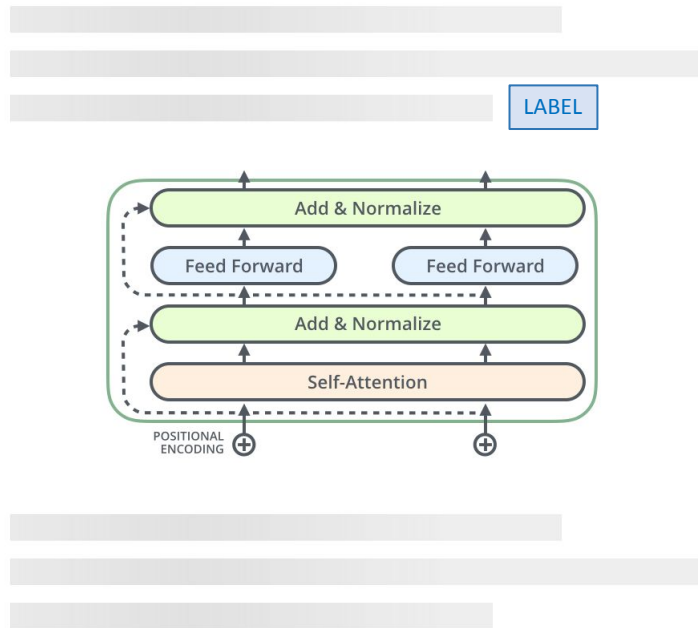 LABEL
Add & Normalize
Feed Forward Feed Forward
Add & Normalize
Self-Attention
POSITIONAL
ENCODING